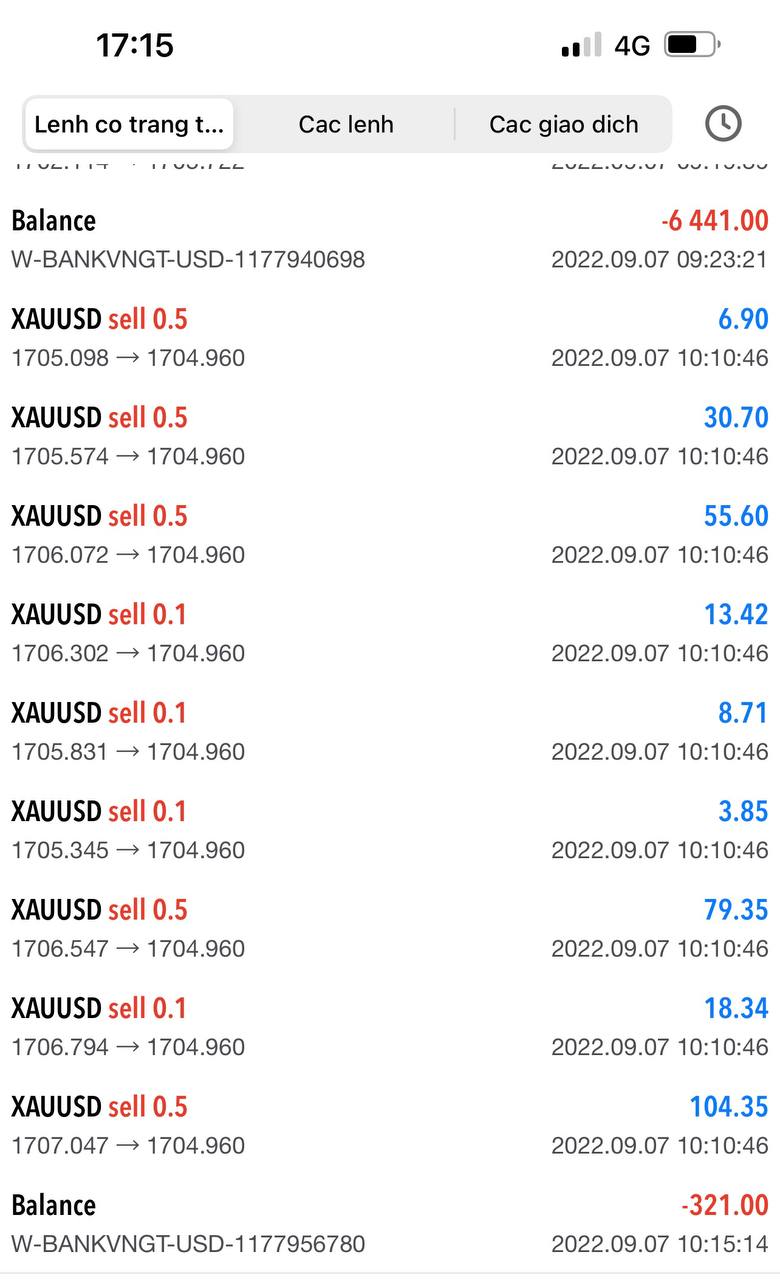 17:15 4G
Lenh co trang t... Cac lenh Cac giao dich
Balance -6 441.00
W-BANKVNGT-USD-1177940698 2022.09.07 09:23:21
XAUUSD sell 0.5 6.90
1705.098 → 1704.960 2022.09.07 10:10:46
XAUUSD sell 0.5 30.70
1705.574 → 1704.960 2022.09.07 10:10:46
XAUUSD sell 0.5 55.60
1706.072 → 1704.960 2022.09.07 10:10:46
XAUUSD sell 0.1 13.42
1706.302 → 1704.960 2022.09.07 10:10:46
XAUUSD sell 0.1 8.71
1705.831 → 1704.960 2022.09.07 10:10:46
XAUUSD sell 0.1 3.85
1705.345 → 1704.960 2022.09.07 10:10:46
XAUUSD sell 0.5 79.35
1706.547 → 1704.960 2022.09.07 10:10:46
XAUUSD sell 0.1 18.34
1706.794 → 1704.960 2022.09.07 10:10:46
XAUUSD sell 0.5 104.35
1707.047 → 1704.960 2022.09.07 10:10:46
Balance -321.00
W-BANKVNGT-USD-1177956780 2022.09.07 10:15:14